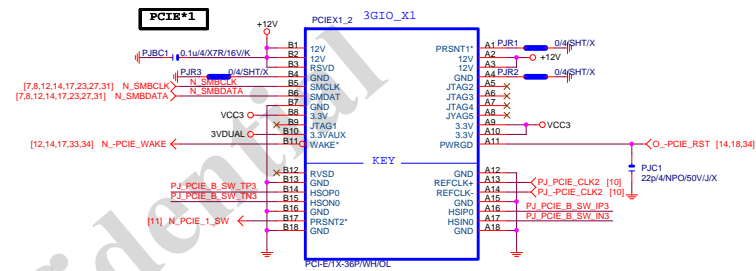 PCIE*1
PCIEX1_2 3GIO_X1
+12V
PJBC1 0.1u/4/X7R/16V/K
PJR3 0/4/SHT/X
[7,8,12,14,17,23,27,31] N_SMBCLK N_SMBCLK
[7,8,12,14,17,23,27,31] N_SMBDATA N_SMBDATA
VCC3
3VDUAL
[12,14,17,33,34] N_-PCIE_WAKE
PJ_PCIE_B_SW_TP3
PJ_PCIE_B_SW_TN3
[11] N_PCIE_1_SW
B1 12V
B2 12V
B3 RSVD
B4 GND
B5 SMCLK
B6 SMDAT
B7 GND
B8 3.3V
B9 JTAG1
B10 3.3VAUX
B11 WAKE*
KEY
B12 RVSD
B13 GND
B14 HSOP0
B15 HSON0
B16 GND
B17 PRSNT2*
B18 GND
PRSNT1* A1
12V A2
12V A3
GND A4
JTAG2 A5
JTAG3 A6
JTAG4 A7
JYAG5 A8
3.3V A9
3.3V A10
PWRGD A11
GND A12
REFCLK+ A13
REFCLK- A14
GND A15
HSIP0 A16
HSIN0 A17
GND A18
PJR1 0/4/SHT/X
+12V
PJR2 0/4/SHT/X
VCC3
O_-PCIE_RST [14,18,34]
PJC1
22p/4/NPO/50V/J/X
PJ_PCIE_CLK2 [10]
PJ_-PCIE_CLK2 [10]
PJ_PCIE_B_SW_IP3
PJ_PCIE_B_SW_IN3
PCI-E/1X-36P/WH/OL
fidential